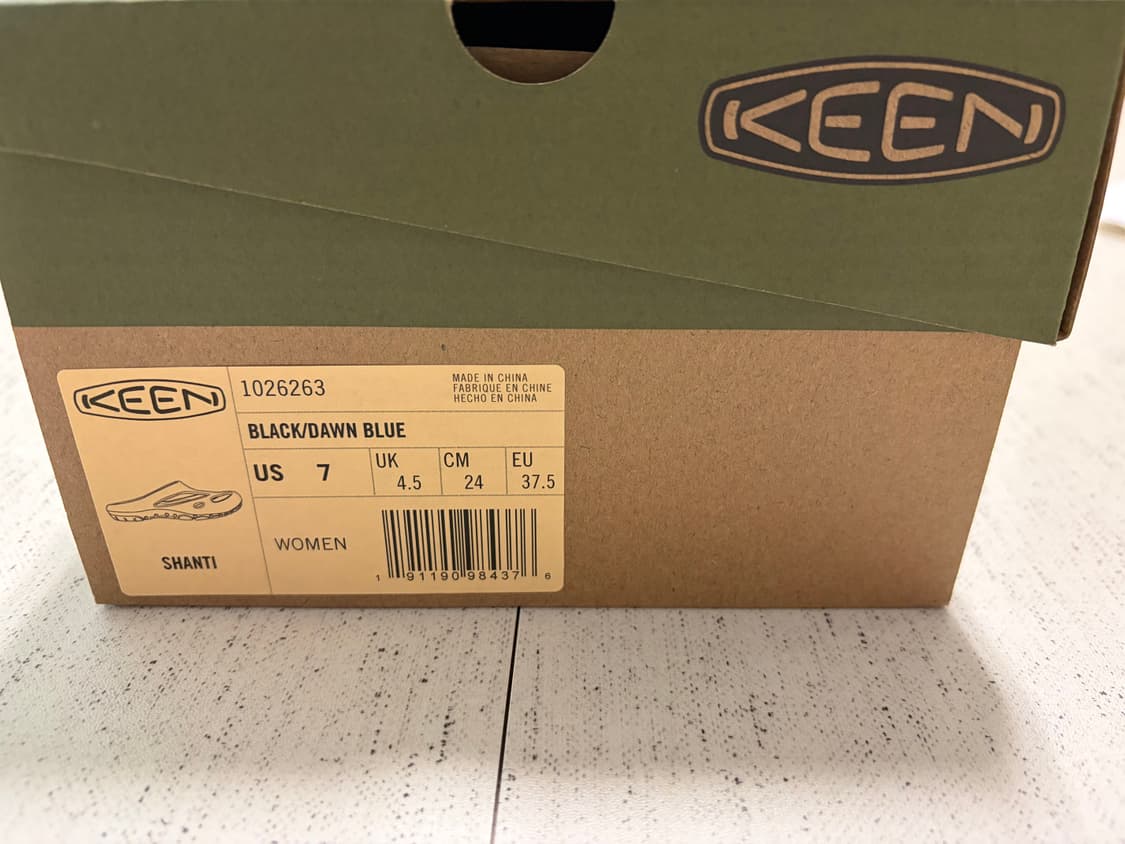 KEEN
KEEN
1026263
MADE IN CHINA
FABRIQUE EN CHINE
HECHO EN CHINA
BLACK/DAWN BLUE
US 7
UK 4.5
CM 24
EU 37.5
SHANTI
WOMEN
1 91190 98437 6